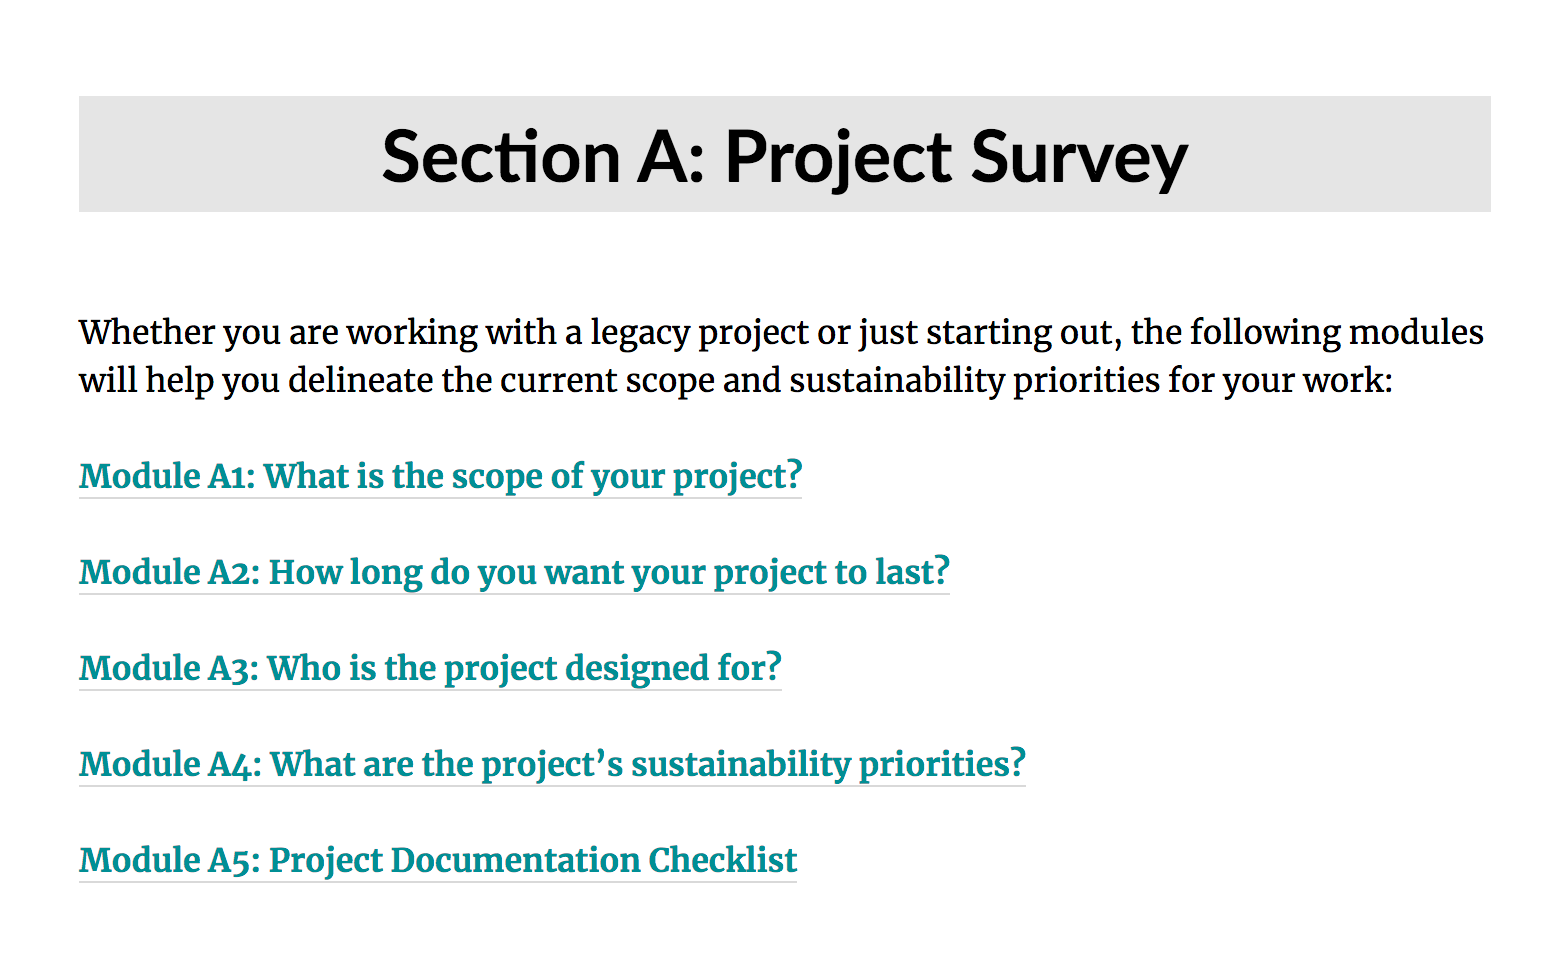 Section A: Project Survey
Whether you are working with a legacy project or just starting out, the following modules
will help you delineate the current scope and sustainability priorities for your work:
Module A1: What is the scope of your project?
Module A2: How long do you want your project to last?
Module A3: Who is the project designed for?
Module A4: What are the project’s sustainability priorities?
Module A5: Project Documentation Checklist